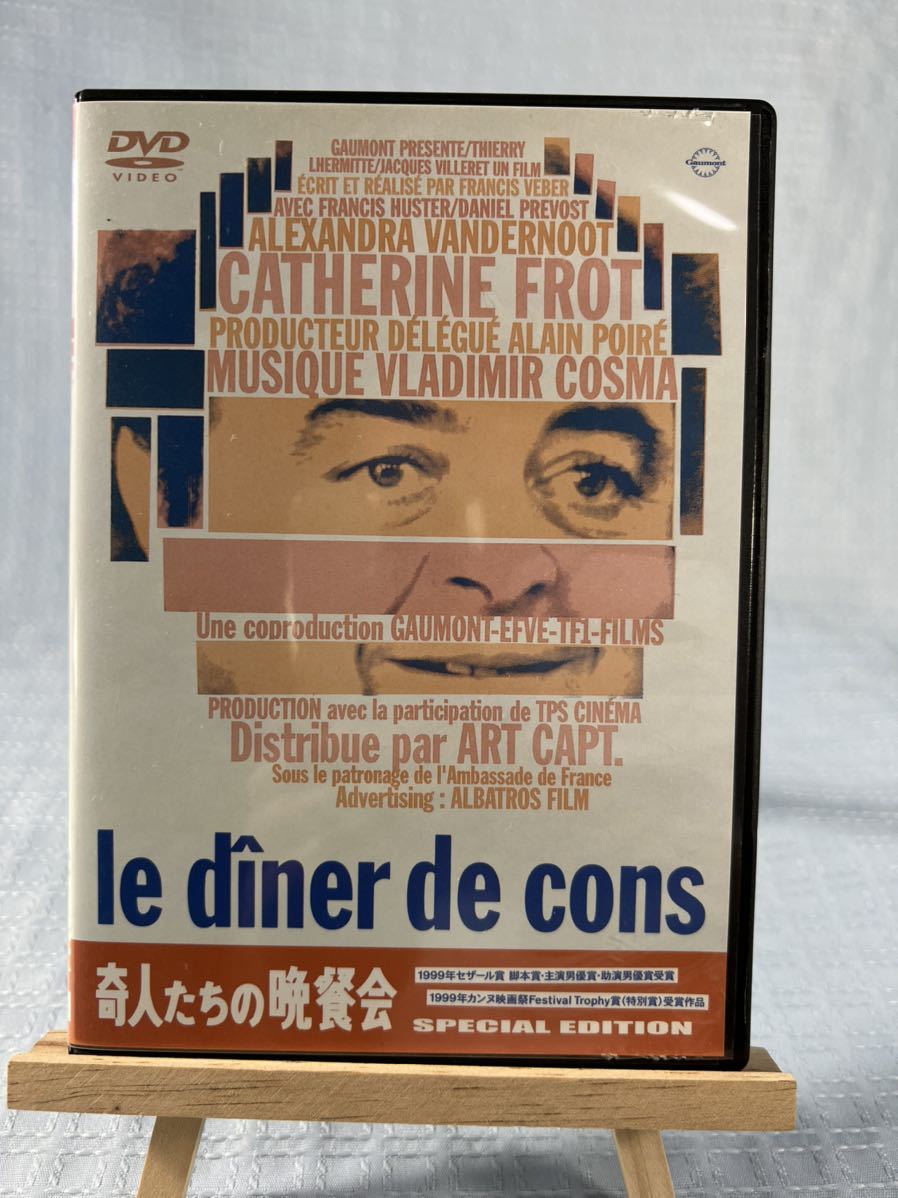 DVD
VIDEO
Gaumont
GAUMONT PRESENTE/THIERRY
LHERMITTE/JACQUES VILLERET UN FILM
ÉCRIT ET RÉALISÉ PAR FRANCIS VEBER
AVEC FRANCIS HUSTER/DANIEL PREVOST
ALEXANDRA VANDERNOOT
CATHERINE FROT
PRODUCTEUR DÉLÉGUÉ ALAIN POIRÉ
MUSIQUE VLADIMIR COSMA
Une coproduction GAUMONT-EFVE-TF1-FILMS
PRODUCTION avec la participation de TPS CINÉMA
Distribue par ART CAPT.
Sous le patronage de l'Ambassade de France
Advertising : ALBATROS FILM
le dîner de cons
奇人たちの晩餐会
1999年セザール賞 脚本賞・主演男優賞・助演男優賞受賞
1999年カンヌ映画祭Festival Trophy賞〈特別賞〉受賞作品
SPECIAL EDITION